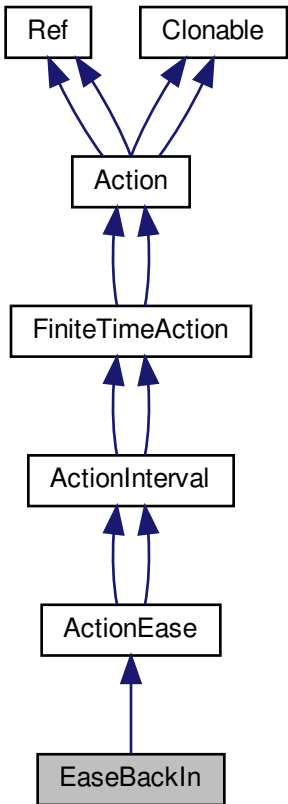 Ref
Clonable
Action
FiniteTimeAction
ActionInterval
ActionEase
EaseBackIn